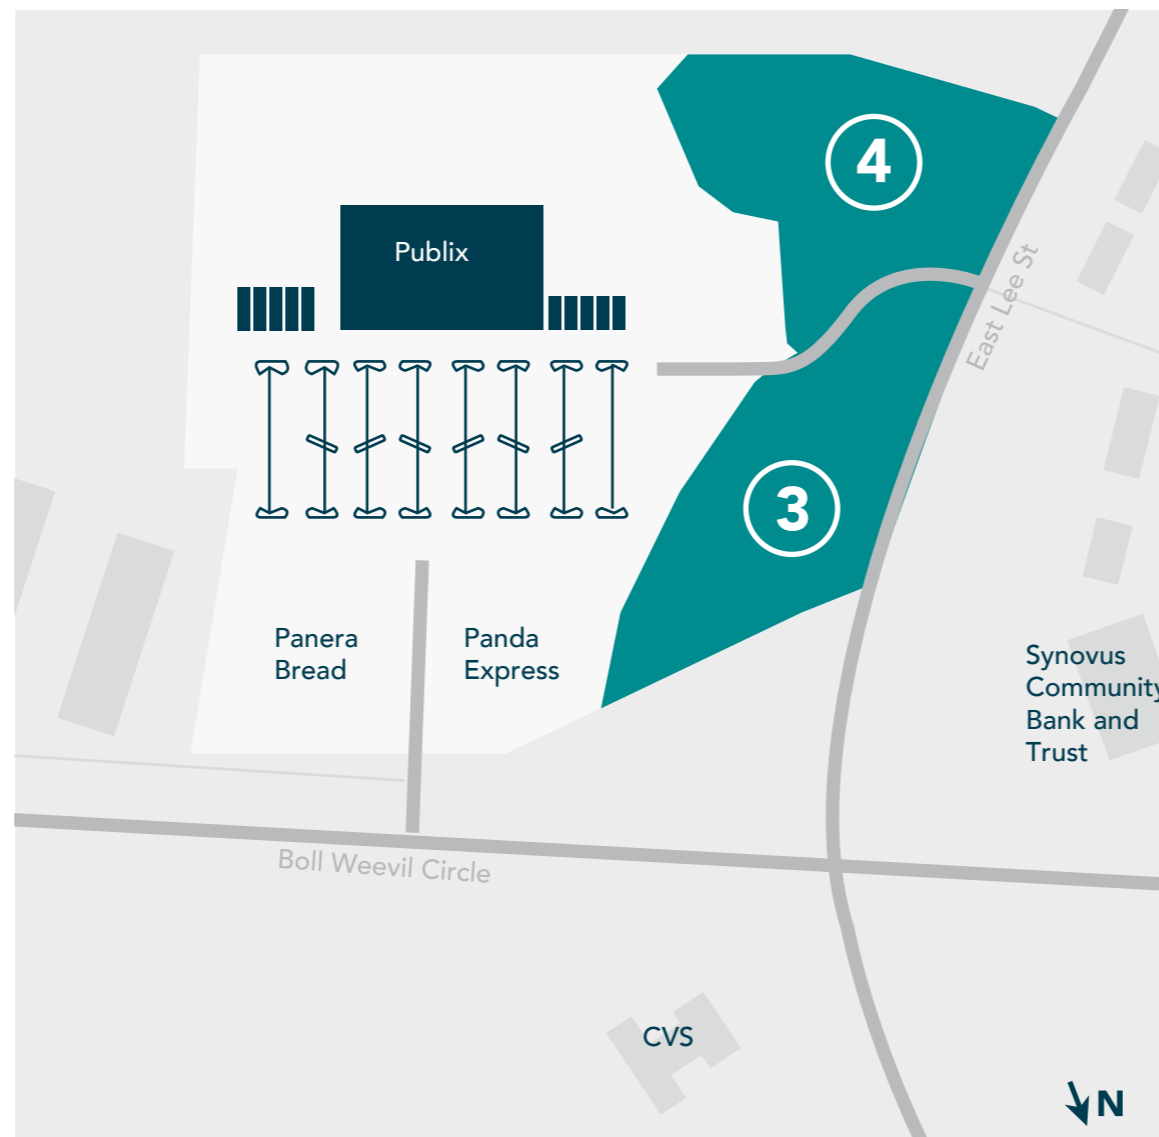 4
Publix
East Lee St
3
Panera
Bread
Panda
Express
Synovus
Community
Bank and
Trust
Boll Weevil Circle
CVS
N